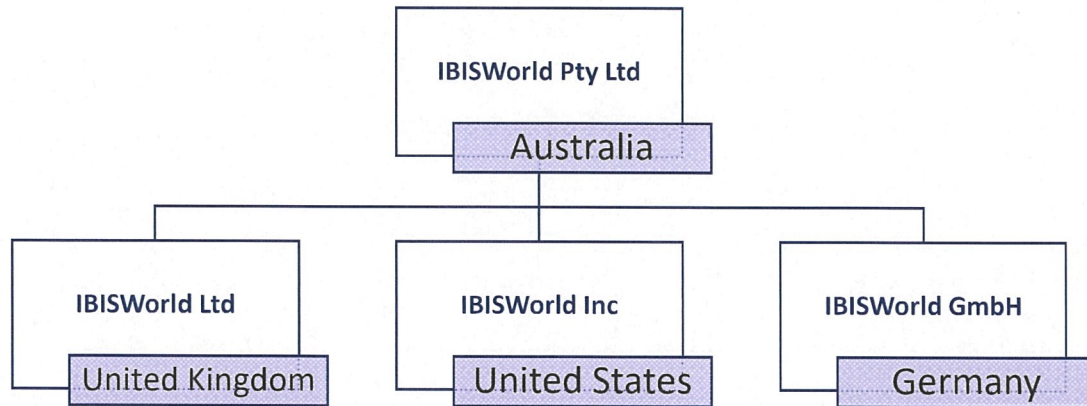 IBISWorld Pty Ltd
Australia
IBISWorld Ltd
United Kingdom
IBISWorld Inc
United States
IBISWorld GmbH
Germany